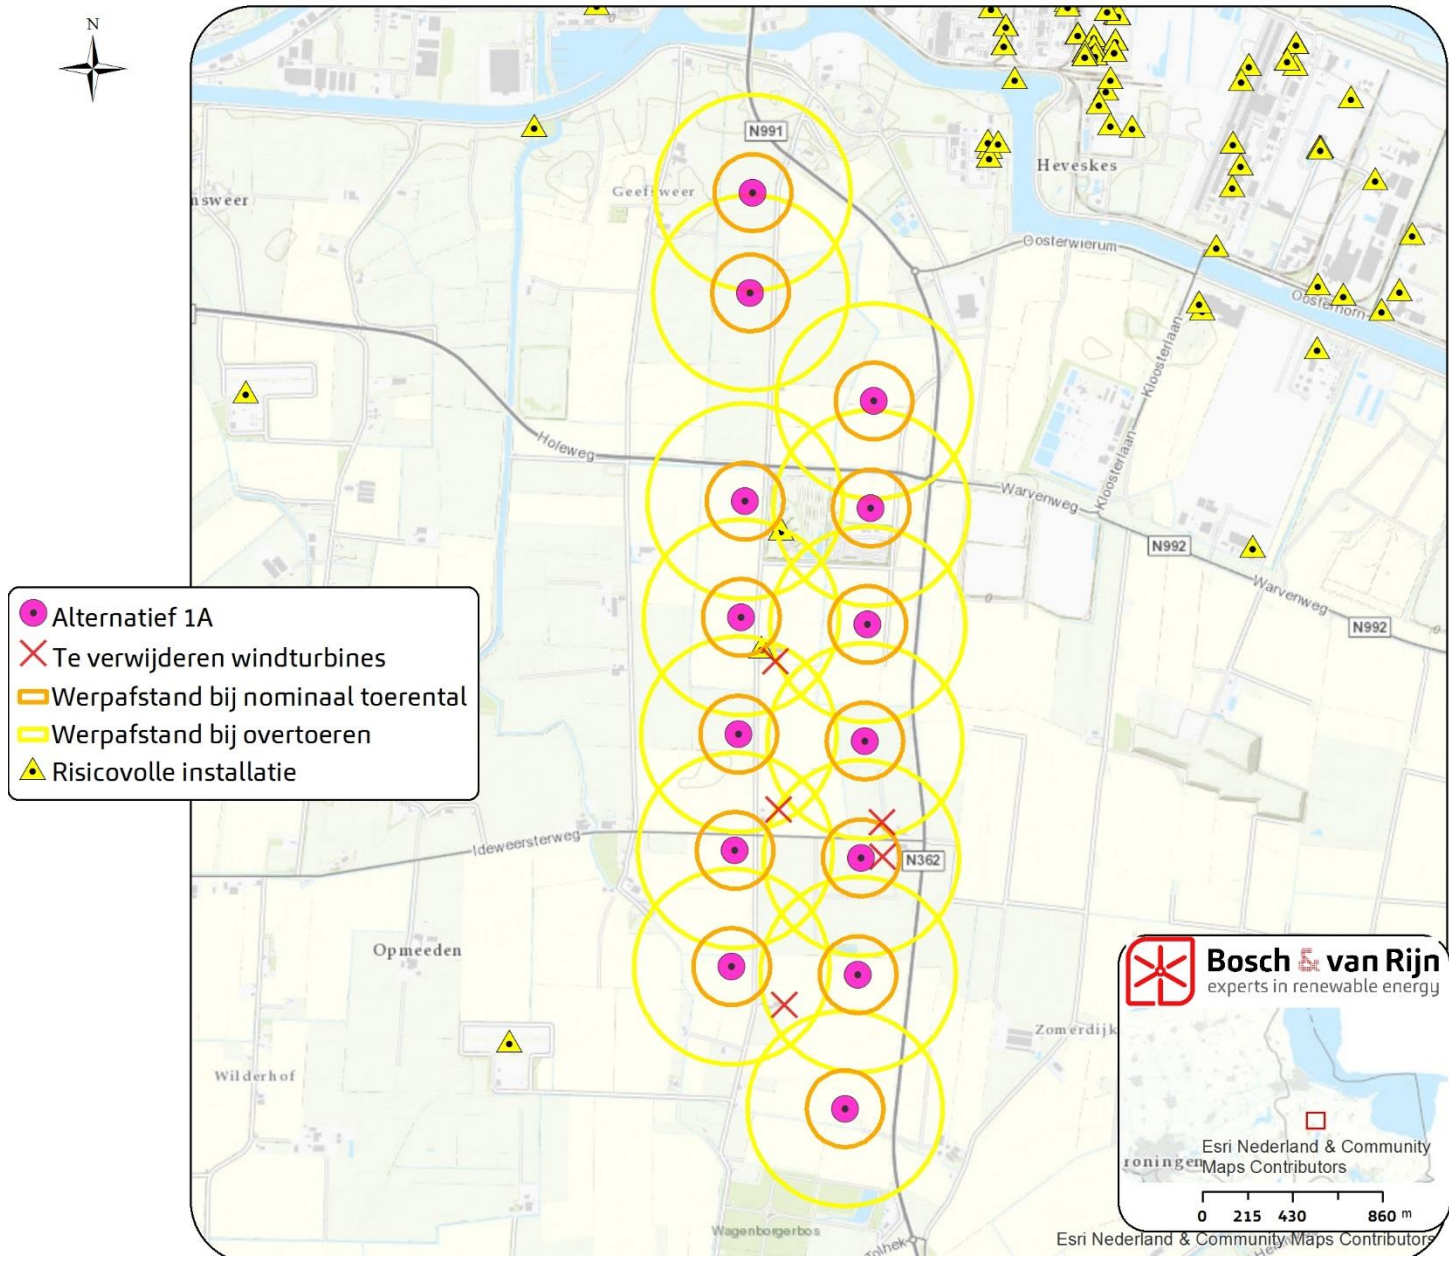 N
N991
Geefsweer
Heveskes
nsweer
Oosterwierum
Oosterhorn
Kloosterlaan
Holeweg
Kloosterlaan
Warvenweg
N992
Warvenweg
N992
Alternatief 1A
Te verwijderen windturbines
Werpafstand bij nominaal toerental
Werpafstand bij overtoeren
Risicovolle installatie
Ideweersterweg
N362
Opmeeden
Bosch & van Rijn
experts in renewable energy
Zomerdijk
Wilderhof
Esri Nederland & Community
Maps Contributors
roningen
0 215 430 860 m
Wagenborgerbos
Tolhek
Esri Nederland & Community Maps Contributors